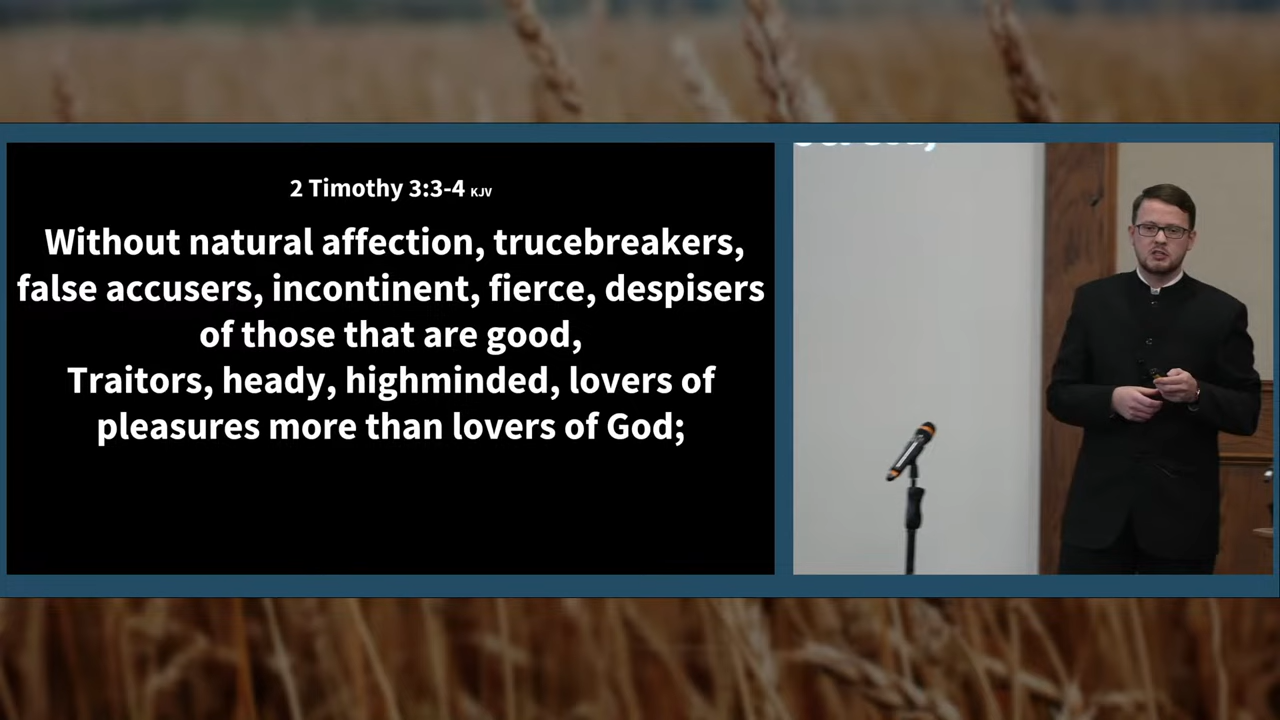 2 Timothy 3:3-4 KJV
Without natural affection, trucebreakers,
false accusers, incontinent, fierce, despisers
of those that are good,
Traitors, heady, highminded, lovers of
pleasures more than lovers of God;